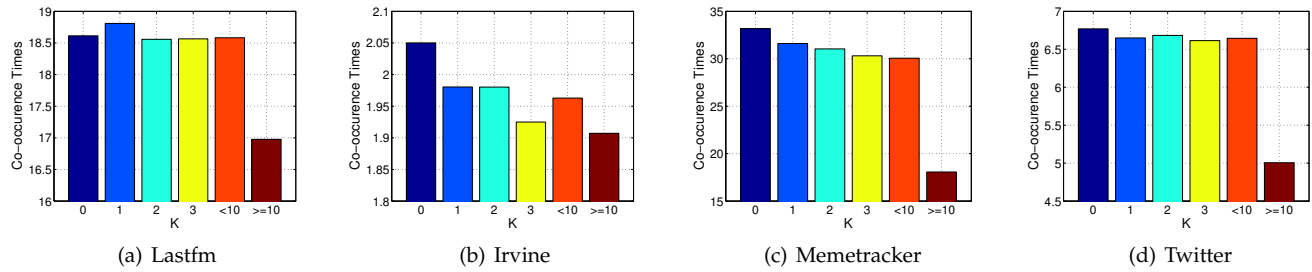 19
18.5
18
17.5
17
16.5
16
Co−occurence Times
0 1 2 3 <10 >=10
K
(a) Lastfm
2.1
2.05
2
1.95
1.9
1.85
1.8
Co−occurence Times
0 1 2 3 <10 >=10
K
(b) Irvine
35
30
25
20
15
Co−occurence Times
0 1 2 3 <10 >=10
K
(c) Memetracker
7
6.5
6
5.5
5
4.5
Co−occurence Times
0 1 2 3 <10 >=10
K
(d) Twitter